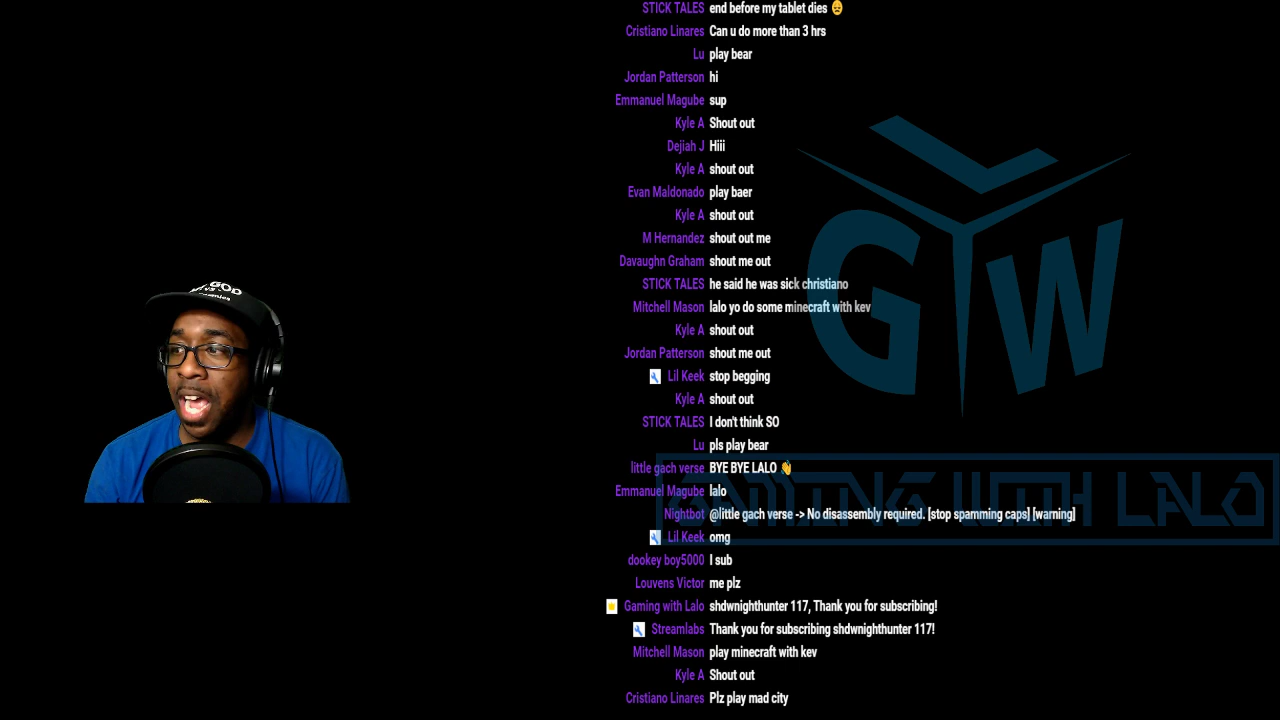 STICK TALES end before my tablet dies 😞
Cristiano Linares Can u do more than 3 hrs
Lu play bear
Jordan Patterson hi
Emmanuel Magube sup
Kyle A Shout out
Dejiah J Hiii
Kyle A shout out
Evan Maldonado play baer
Kyle A shout out
M Hernandez shout out me
Davaughn Graham shout me out
STICK TALES he said he was sick christiano
Mitchell Mason lalo yo do some minecraft with kev
Kyle A shout out
Jordan Patterson shout me out
Lil Keek stop begging
Kyle A shout out
STICK TALES I don't think SO
Lu pls play bear
little gach verse BYE BYE LALO 👋
Emmanuel Magube lalo
Nightbot @little gach verse -> No disassembly required. [stop spamming caps] [warning]
Lil Keek omg
dookey boy5000 I sub
Louvens Victor me plz
Gaming with Lalo shdwnighthunter 117, Thank you for subscribing!
Streamlabs Thank you for subscribing shdwnighthunter 117!
Mitchell Mason play minecraft with kev
Kyle A Shout out
Cristiano Linares Plz play mad city
GW
GAMING WITH LALO
GOD